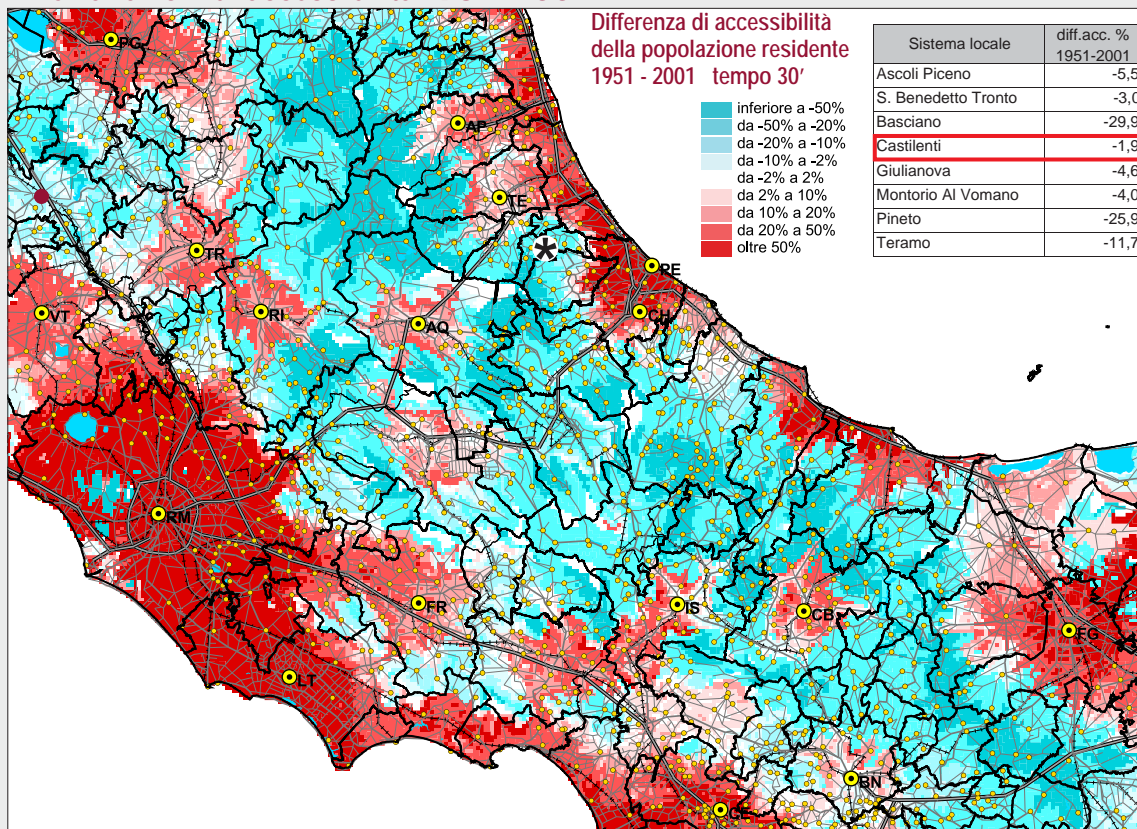 Differenza di accessibilità
della popolazione residente
1951 - 2001 tempo 30'
inferiore a -50%
da -50% a -20%
da -20% a -10%
da -10% a -2%
da -2% a 2%
da 2% a 10%
da 10% a 20%
da 20% a 50%
oltre 50%
Sistema locale diff.acc. %
1951-2001
Ascoli Piceno -5,5
S. Benedetto Tronto -3,0
Basciano -29,9
Castilenti -1,9
Giulianova -4,6
Montorio Al Vomano -4,0
Pineto -25,9
Teramo -11,7
PG
AP
TE
*
TR
PE
VT
RI
AQ
CH
RM
FR
IS
CB
FG
LT
BN
CE